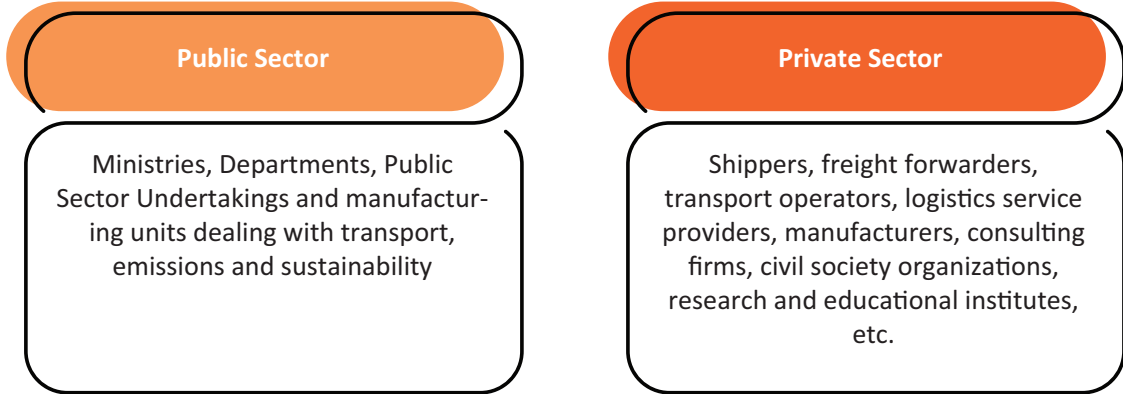 Public Sector
Ministries, Departments, Public
Sector Undertakings and manufactur-
ing units dealing with transport,
emissions and sustainability
Private Sector
Shippers, freight forwarders,
transport operators, logistics service
providers, manufacturers, consulting
firms, civil society organizations,
research and educational institutes,
etc.